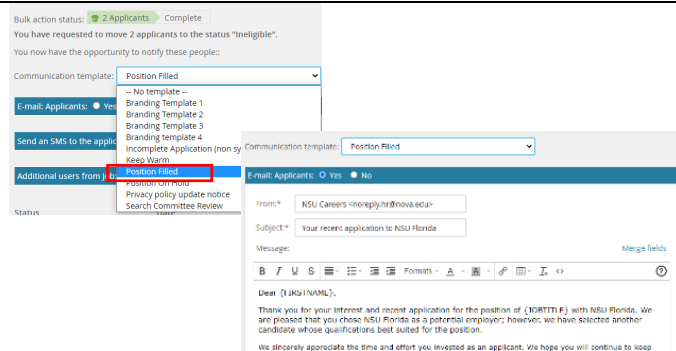 Bulk action status: 2 Applicants Complete
You have requested to move 2 applicants to the status "Ineligible".
You now have the opportunity to notify these people::
Communication template: Position Filled
-- No template --
Branding Template 1
Branding Template 2
Branding Template 3
Branding template 4
Incomplete Application (non sy
Keep Warm
Position Filled
Position On Hold
Privacy policy update notice
Search Committee Review
E-mail: Applicants: Yes
Send an SMS to the applic
Additional users from
Status
Date
Communication template: Position Filled
E-mail: Applicants: Yes No
From:* NSU Careers <noreply.hr@nova.edu>
Subject:* Your recent application to NSU Florida
Message:
Merge fields
B I U S Formats A A
Dear {FIRSTNAME},
Thank you for your interest and recent application for the position of {JOBTITLE} with NSU Florida. We
are pleased that you chose NSU Florida as a potential employer; however, we have selected another
candidate whose qualifications best suited for the position.
We sincerely appreciate the time and effort you invested as an applicant. We hope you will continue to keep